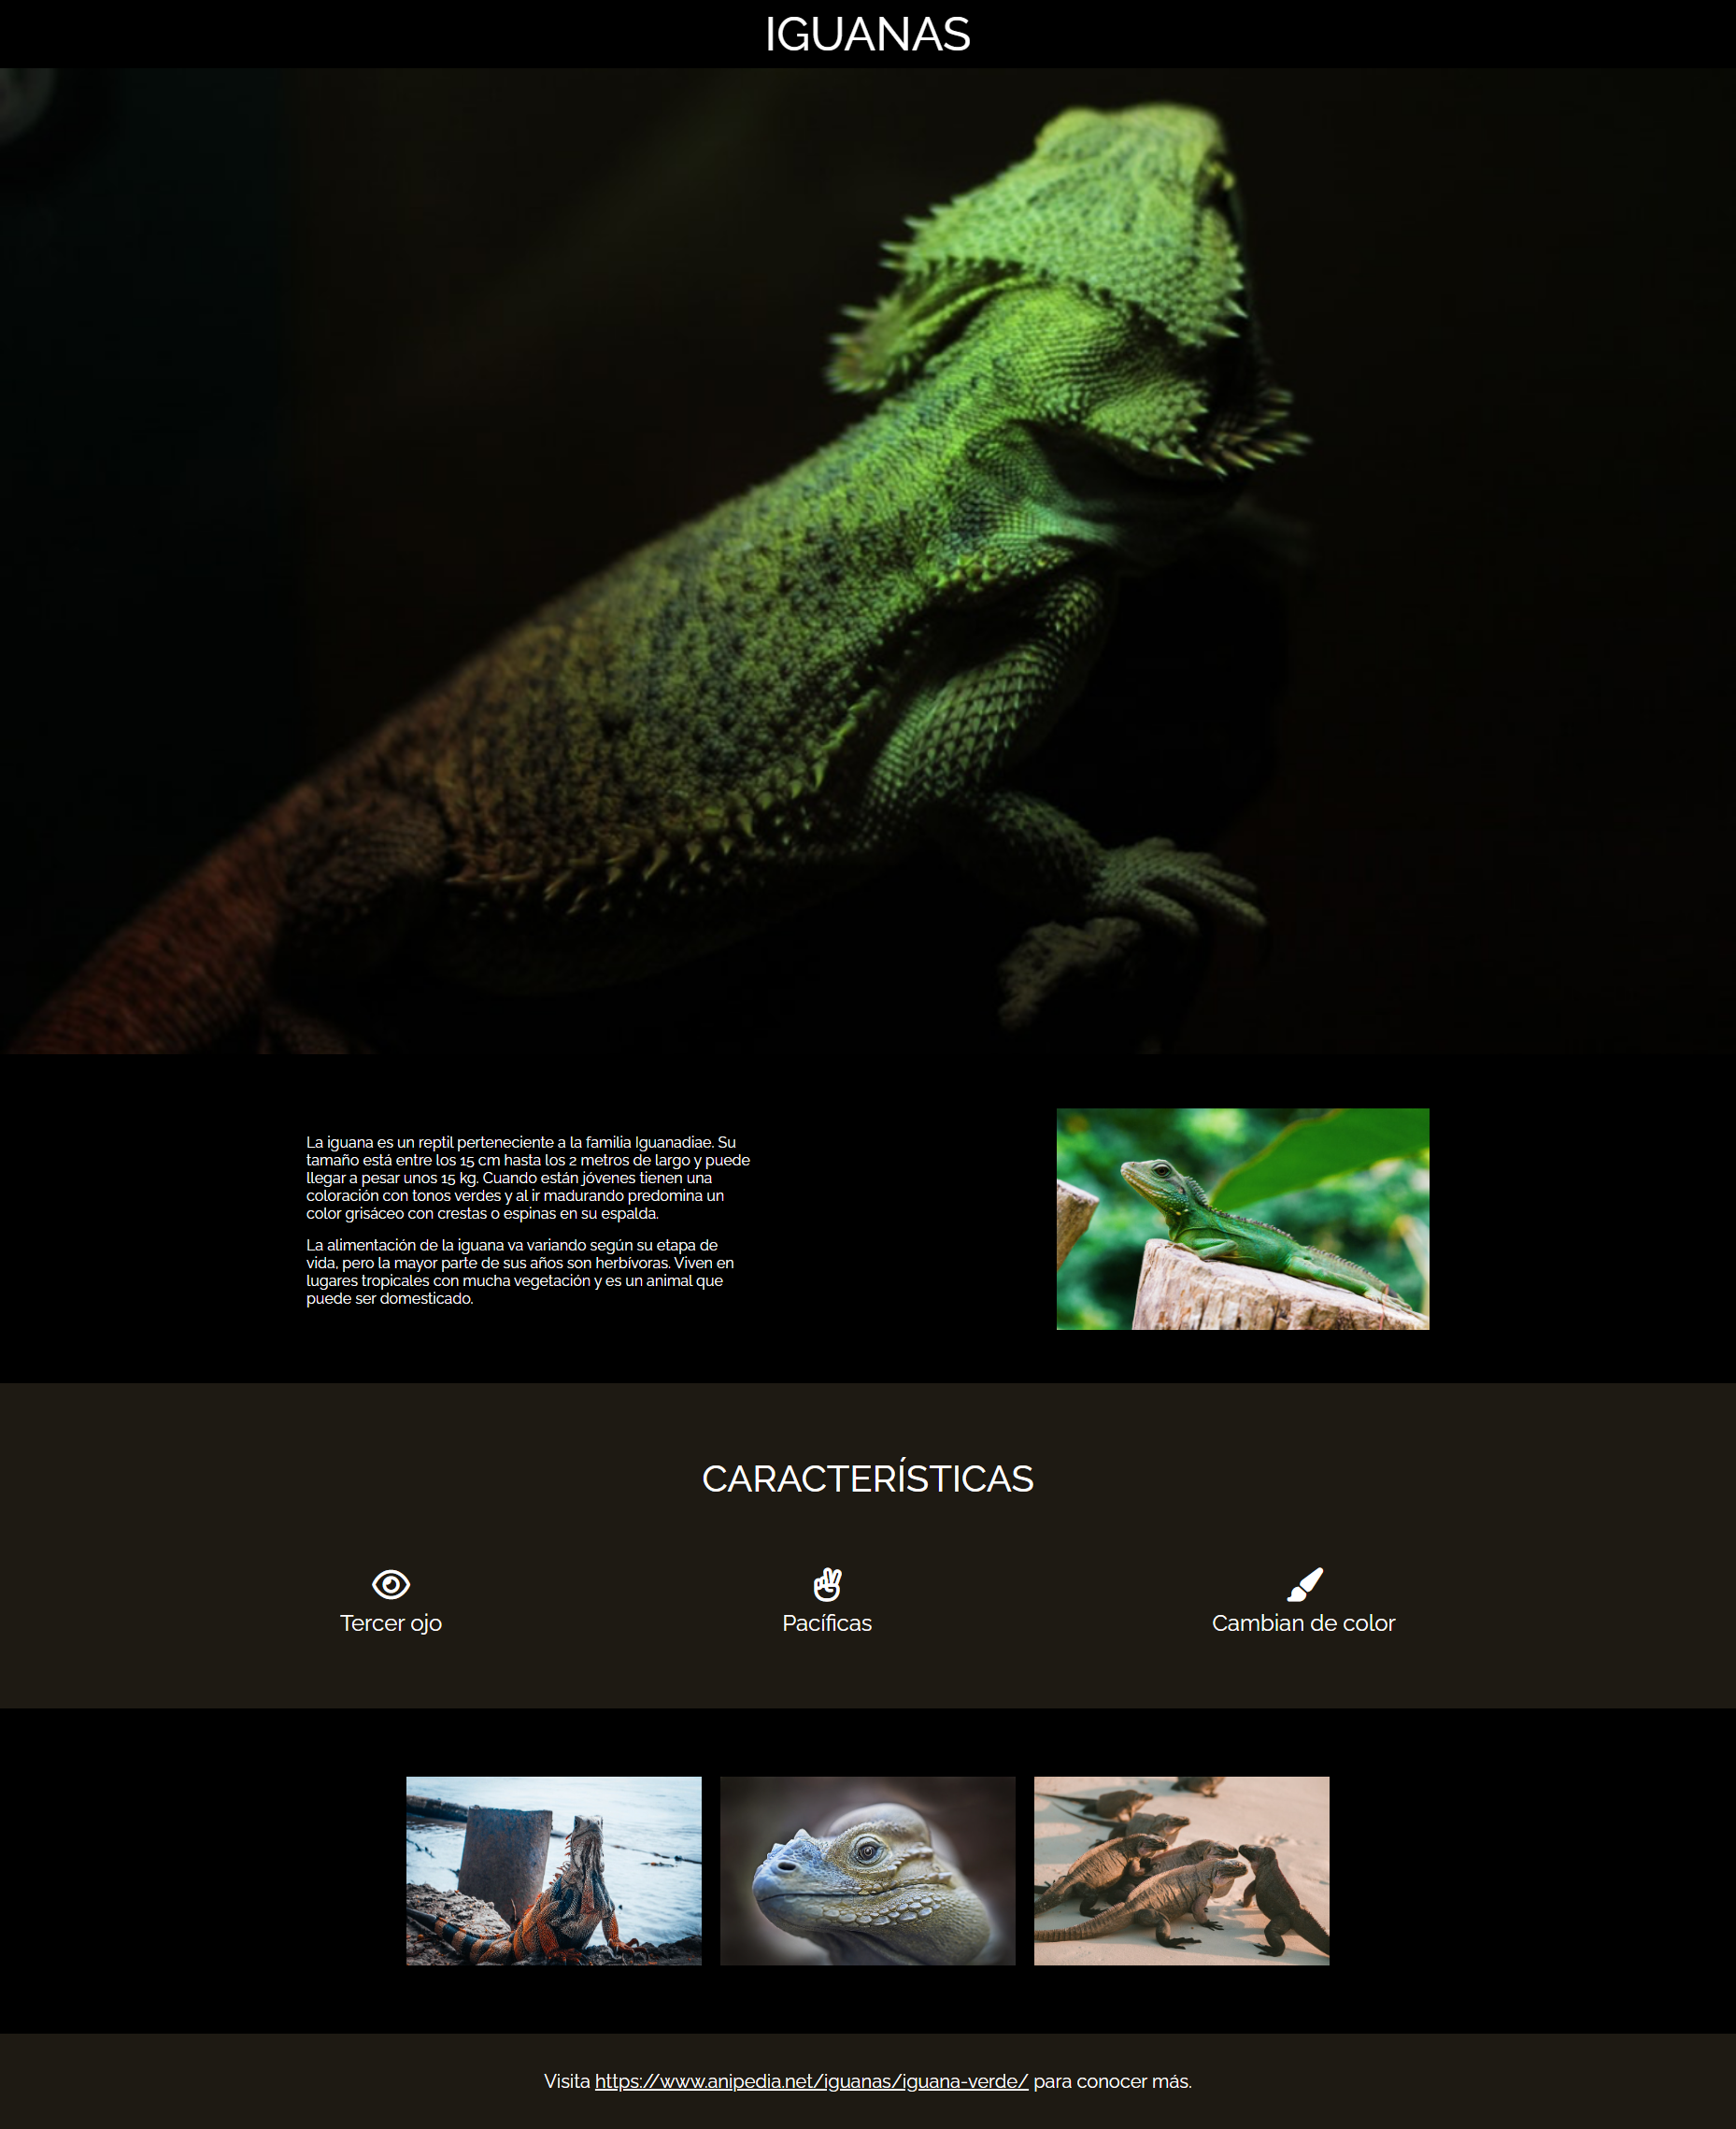 IGUANAS
La iguana es un reptil perteneciente a la familia Iguanadiae. Su
tamaño está entre los 15 cm hasta los 2 metros de largo y puede
llegar a pesar unos 15 kg. Cuando están jóvenes tienen una
coloración con tonos verdes y al ir madurando predomina un
color grisáceo con crestas o espinas en su espalda.
La alimentación de la iguana va variando según su etapa de
vida, pero la mayor parte de sus años son herbívoras. Viven en
lugares tropicales con mucha vegetación y es un animal que
puede ser domesticado.
CARACTERÍSTICAS
Tercer ojo
Pacíficas
Cambian de color
Visita https://www.anipedia.net/iguanas/iguana-verde/ para conocer más.